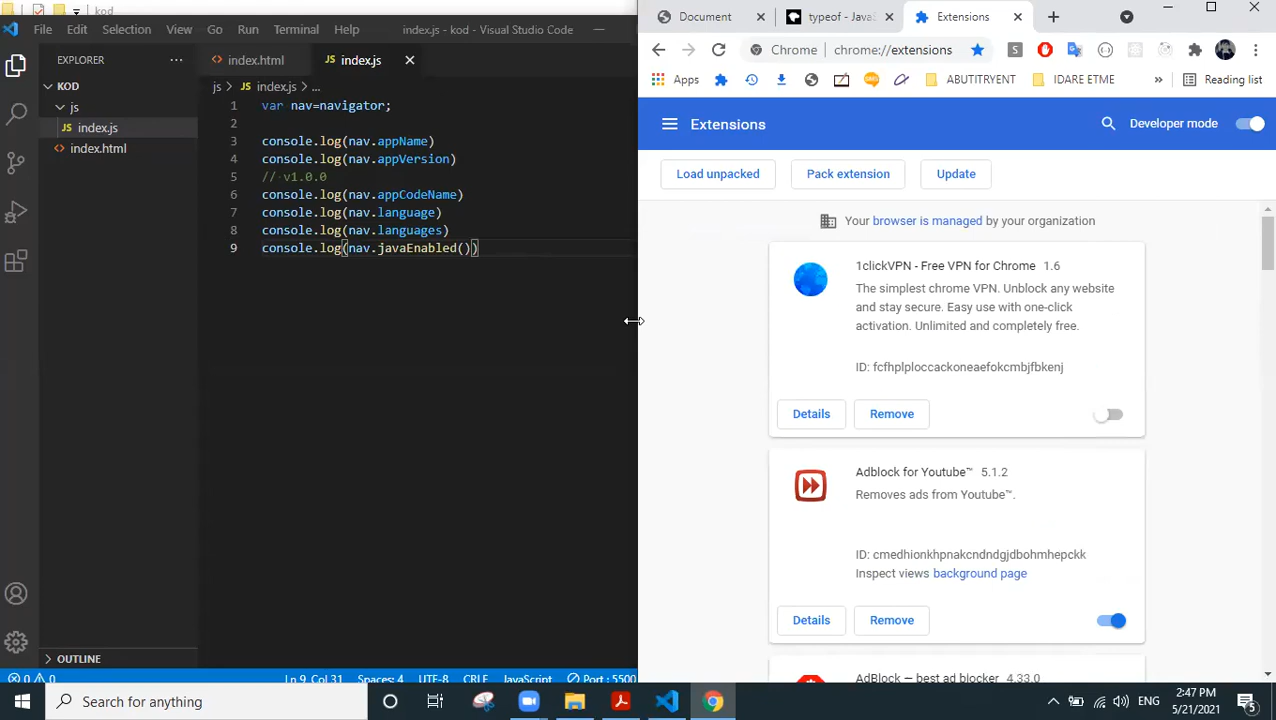 kod
File Edit Selection View Go Run Terminal Help index.js - kod - Visual Studio Code
EXPLORER
KOD
js
index.js
index.html
OUTLINE
index.html
index.js
js > index.js > ...
1 var nav=navigator;
2
3 console.log(nav.appName)
4 console.log(nav.appVersion)
5 // v1.0.0
6 console.log(nav.appCodeName)
7 console.log(nav.language)
8 console.log(nav.languages)
9 console.log(nav.javaEnabled())
0 0 Ln 9, Col 31 Spaces: 4 UTF-8 CRLF JavaScript Port : 5500
Document typeof - JavaS Extensions
Chrome | chrome://extensions
Apps ABUTITRYENT IDARE ETME » Reading list
Extensions Developer mode
Load unpacked Pack extension Update
Your browser is managed by your organization
1clickVPN - Free VPN for Chrome 1.6
The simplest chrome VPN. Unblock any website
and stay secure. Easy use with one-click
activation. Unlimited and completely free.
ID: fcfhplploccackoneaefokcmbjfbkenj
Details Remove
Adblock for Youtube™ 5.1.2
Removes ads from Youtube™.
ID: cmedhionkhpnakcndndgjdbohmhepckk
Inspect views background page
Details Remove
AdBlock — best ad blocker 4.33.0
Search for anything
ENG
2:47 PM
5/21/2021
5